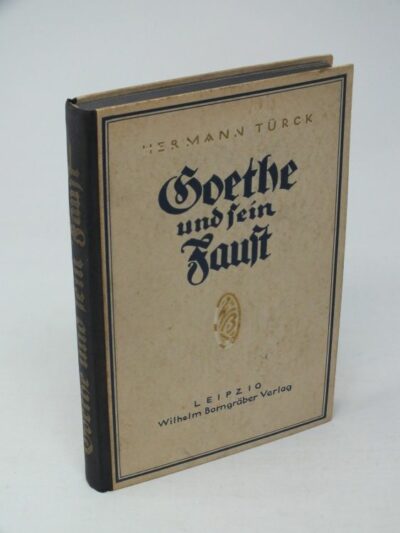 HERMANN TÜRCK
Goethe
und sein
Faust
LEIPZIG
Wilhelm Borngräber Verlag
Goethe und sein Faust